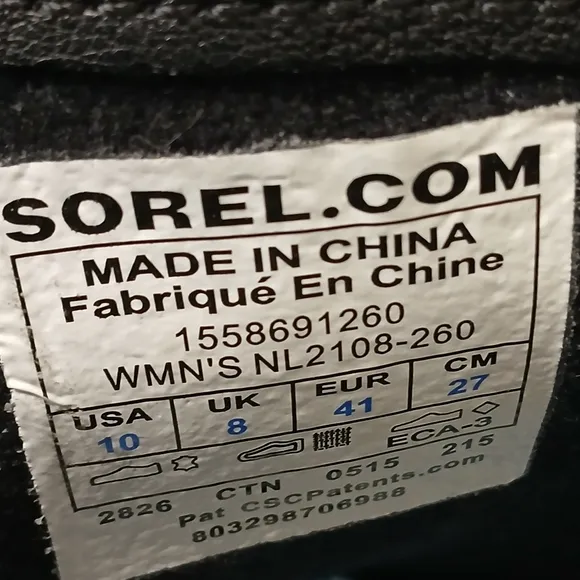 SOREL.COM
MADE IN CHINA
Fabriqué En Chine
1558691260
WMN'S NL2108-260
USA UK EUR CM
10 8 41 27
ECA-3
2826 CTN 0515 215
Pat CSCPatents.com
803298706988